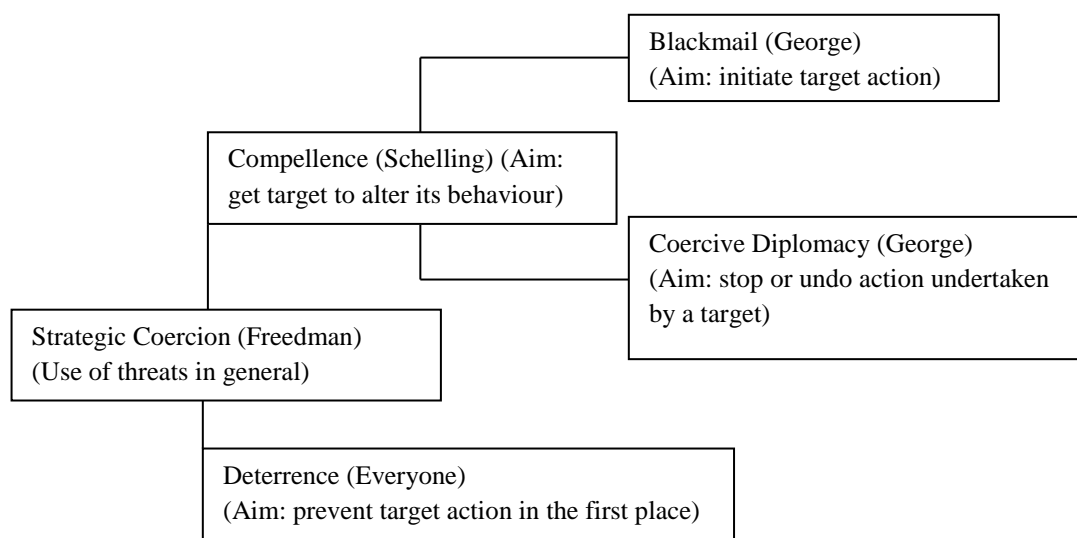 Blackmail (George)
(Aim: initiate target action)
Compellence (Schelling) (Aim:
get target to alter its behaviour)
Coercive Diplomacy (George)
(Aim: stop or undo action undertaken
by a target)
Strategic Coercion (Freedman)
(Use of threats in general)
Deterrence (Everyone)
(Aim: prevent target action in the first place)